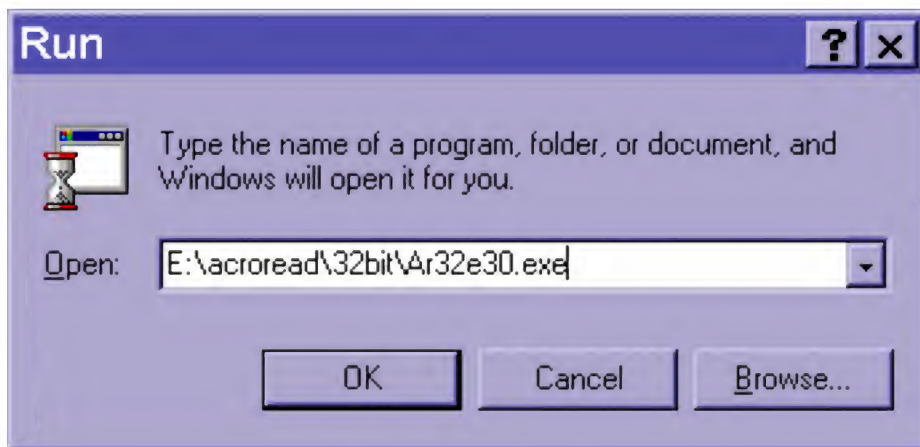 Run
Type the name of a program, folder, or document, and
Windows will open it for you.
Open: E:\acroread\32bit\Ar32e30.exe
OK Cancel Browse...